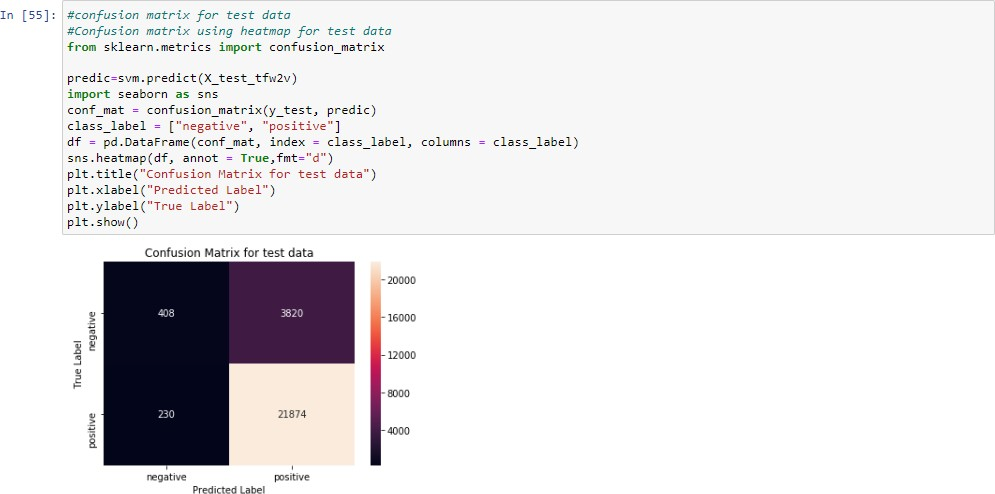 In [55]:
#confusion matrix for test data
#Confusion matrix using heatmap for test data
from sklearn.metrics import confusion_matrix
predic=svm.predict(X_test_tfw2v)
import seaborn as sns
conf_mat = confusion_matrix(y_test, predic)
class_label = ["negative", "positive"]
df = pd.DataFrame(conf_mat, index = class_label, columns = class_label)
sns.heatmap(df, annot = True,fmt="d")
plt.title("Confusion Matrix for test data")
plt.xlabel("Predicted Label")
plt.ylabel("True Label")
plt.show()
Confusion Matrix for test data
True Label
negative
positive
408
3820
230
21874
negative
positive
Predicted Label
20000
16000
12000
8000
4000